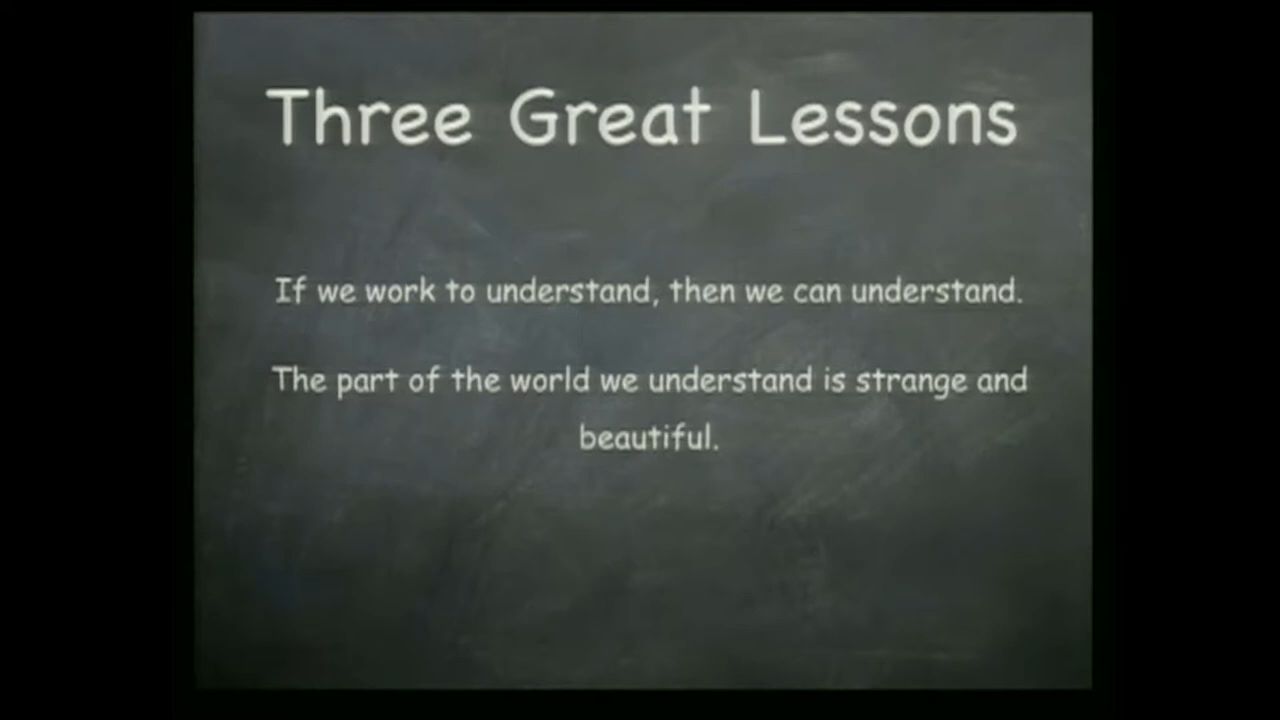 Three Great Lessons
If we work to understand, then we can understand.
The part of the world we understand is strange and
beautiful.